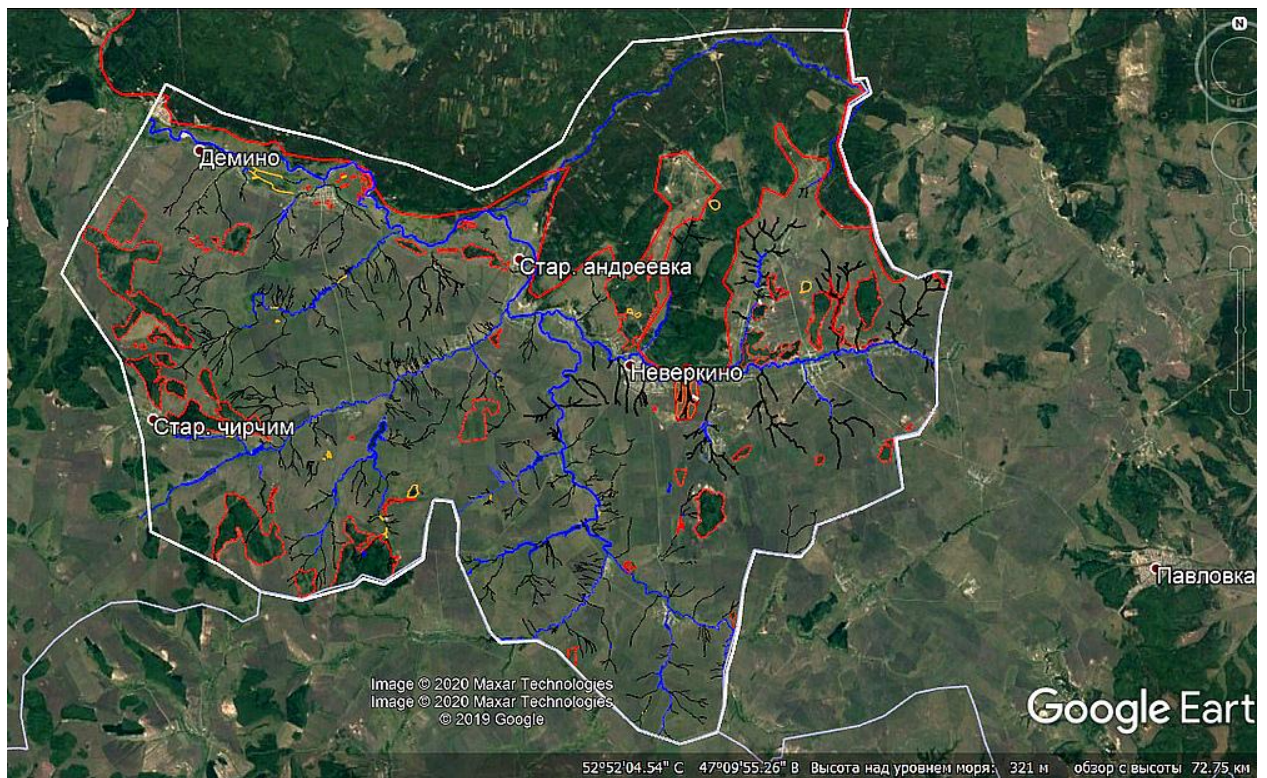 N
Демино
Стар. андреевка
Неверкино
Стар. чирчим
Павловка
Image © 2020 Maxar Technologies
Image © 2020 Maxar Technologies
© 2019 Google
Google Eart
52°52'04.54" С 47°09'55.26" В Высота над уровнем моря: 321 м обзор с высоты 72.75 км